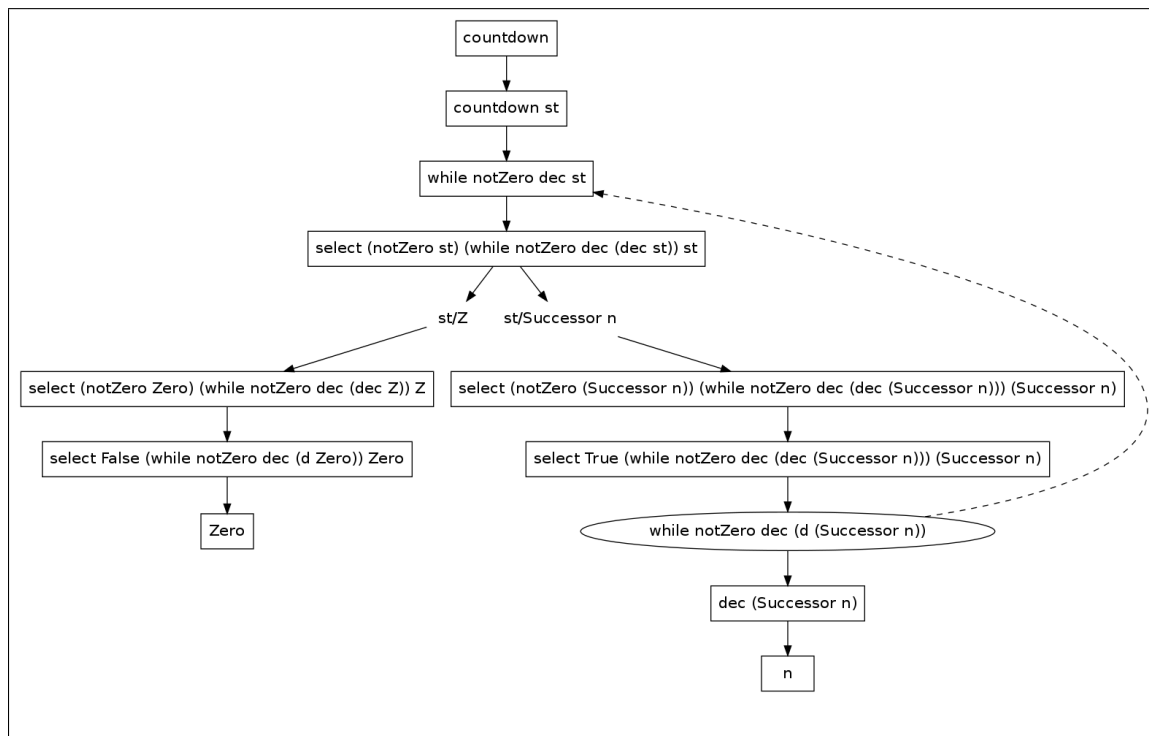 countdown
countdown st
while notZero dec st
select (notZero st) (while notZero dec (dec st)) st
st/Z
st/Successor n
select (notZero Zero) (while notZero dec (dec Z)) Z
select (notZero (Successor n)) (while notZero dec (dec (Successor n))) (Successor n)
select False (while notZero dec (d Zero)) Zero
select True (while notZero dec (dec (Successor n))) (Successor n)
Zero
while notZero dec (d (Successor n))
dec (Successor n)
n